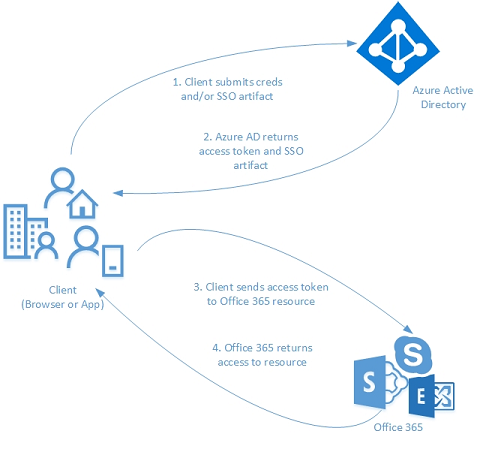 1. Client submits creds
and/or SSO artifact
Azure Active
Directory
2. Azure AD returns
access token and SSO
artifact
Client
(Browser or App)
3. Client sends access token
to Office 365 resource
4. Office 365 returns
access to resource
S
S
E
Office 365